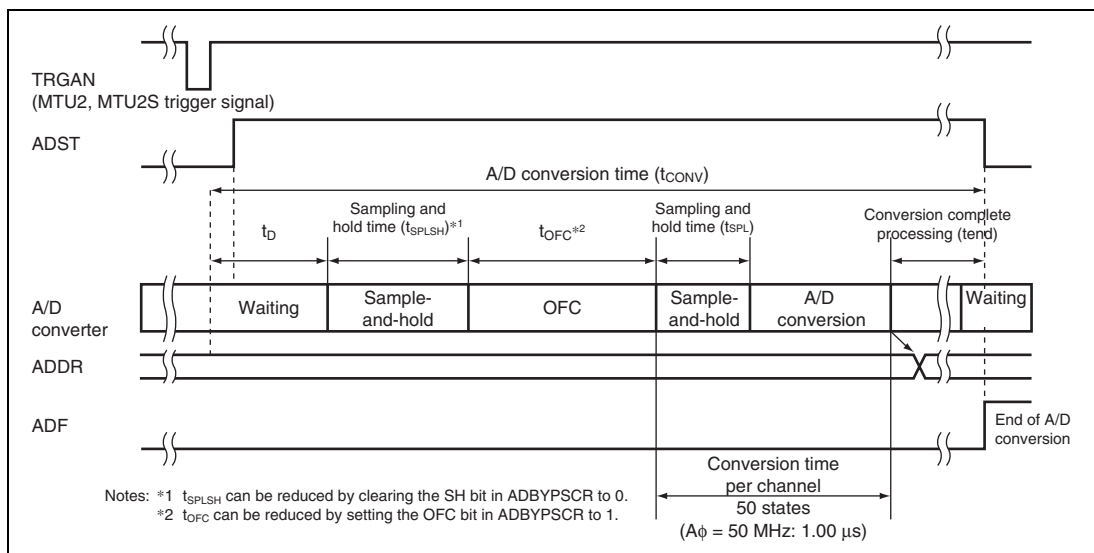 TRGAN
(MTU2, MTU2S trigger signal)
ADST
A/D conversion time (tCONV)
Sampling and
hold time (tSPLSH)*1
tD
tOFC*2
Sampling and
hold time (tSPL)
Conversion complete
processing (tend)
A/D
converter
Waiting
Sample-
and-hold
OFC
Sample-
and-hold
A/D
conversion
Waiting
ADDR
ADF
End of A/D
conversion
Conversion time
per channel
50 states
(Aϕ = 50 MHz: 1.00 μs)
Notes: *1 tSPLSH can be reduced by clearing the SH bit in ADBYPSCR to 0.
*2 tOFC can be reduced by setting the OFC bit in ADBYPSCR to 1.